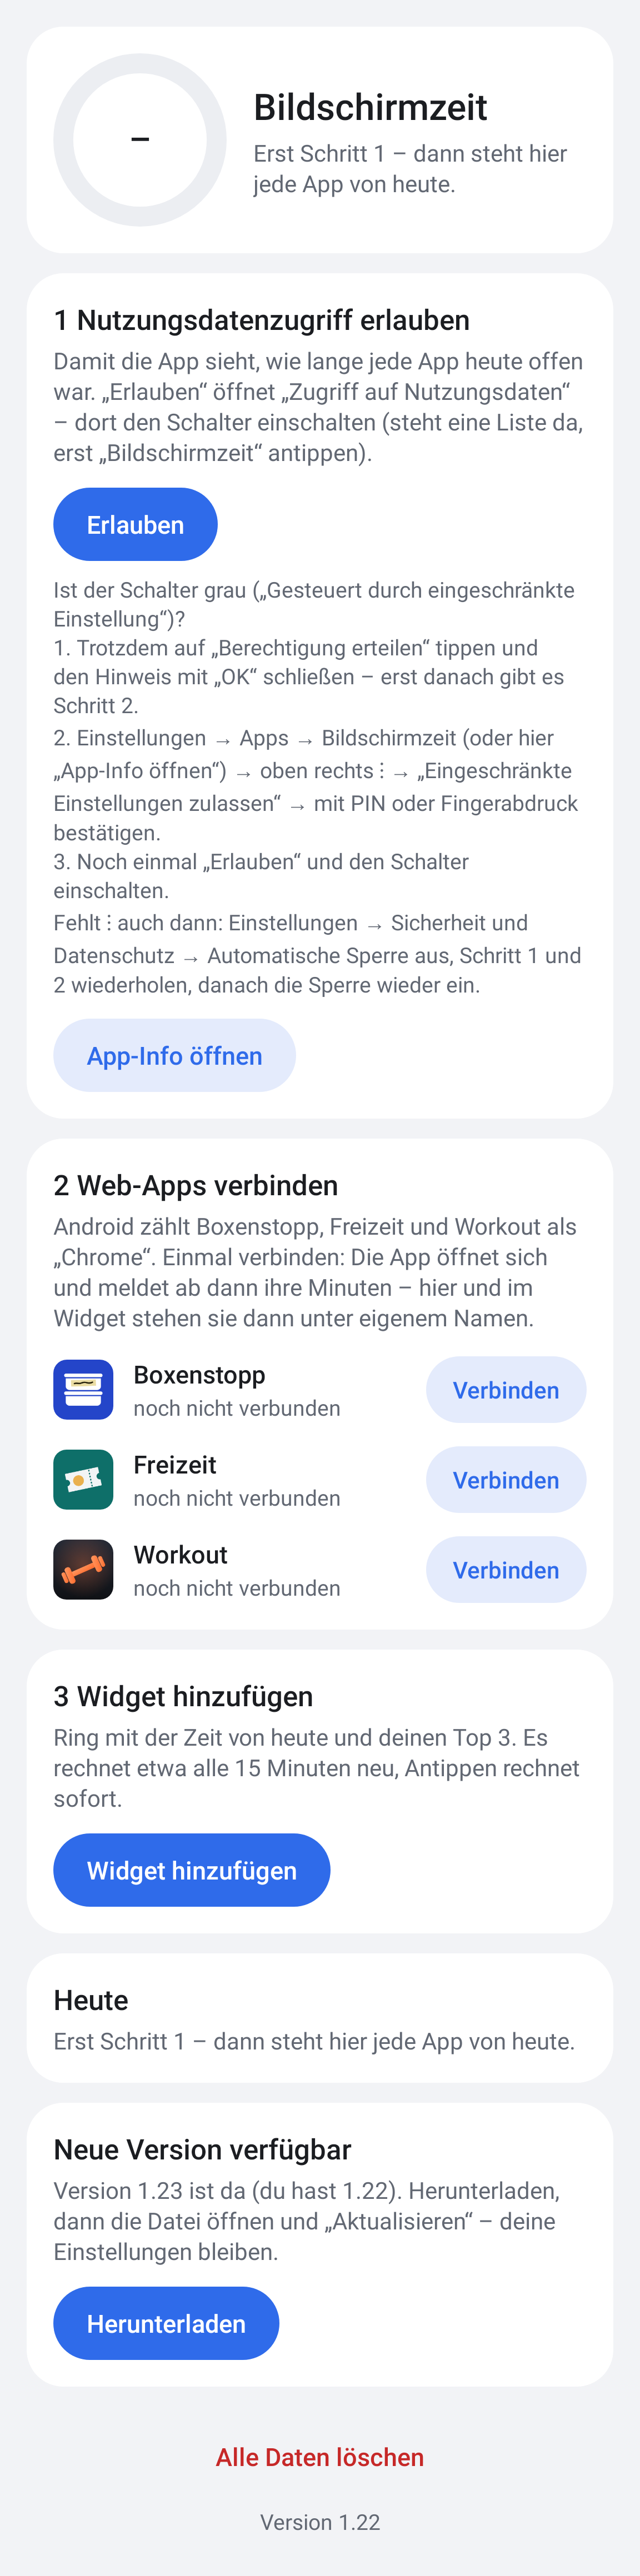 –
Bildschirmzeit
Erst Schritt 1 – dann steht hier
jede App von heute.
1 Nutzungsdatenzugriff erlauben
Damit die App sieht, wie lange jede App heute offen
war. „Erlauben“ öffnet „Zugriff auf Nutzungsdaten“
– dort den Schalter einschalten (steht eine Liste da,
erst „Bildschirmzeit“ antippen).
Erlauben
Ist der Schalter grau („Gesteuert durch eingeschränkte
Einstellung“)?
1. Trotzdem auf „Berechtigung erteilen“ tippen und
den Hinweis mit „OK“ schließen – erst danach gibt es
Schritt 2.
2. Einstellungen → Apps → Bildschirmzeit (oder hier
„App-Info öffnen“) → oben rechts ⋮ → „Eingeschränkte
Einstellungen zulassen“ → mit PIN oder Fingerabdruck
bestätigen.
3. Noch einmal „Erlauben“ und den Schalter
einschalten.
Fehlt ⋮ auch dann: Einstellungen → Sicherheit und
Datenschutz → Automatische Sperre aus, Schritt 1 und
2 wiederholen, danach die Sperre wieder ein.
App-Info öffnen
2 Web-Apps verbinden
Android zählt Boxenstopp, Freizeit und Workout als
„Chrome“. Einmal verbinden: Die App öffnet sich
und meldet ab dann ihre Minuten – hier und im
Widget stehen sie dann unter eigenem Namen.
Boxenstopp
noch nicht verbunden
Verbinden
Freizeit
noch nicht verbunden
Verbinden
Workout
noch nicht verbunden
Verbinden
3 Widget hinzufügen
Ring mit der Zeit von heute und deinen Top 3. Es
rechnet etwa alle 15 Minuten neu, Antippen rechnet
sofort.
Widget hinzufügen
Heute
Erst Schritt 1 – dann steht hier jede App von heute.
Neue Version verfügbar
Version 1.23 ist da (du hast 1.22). Herunterladen,
dann die Datei öffnen und „Aktualisieren“ – deine
Einstellungen bleiben.
Herunterladen
Alle Daten löschen
Version 1.22